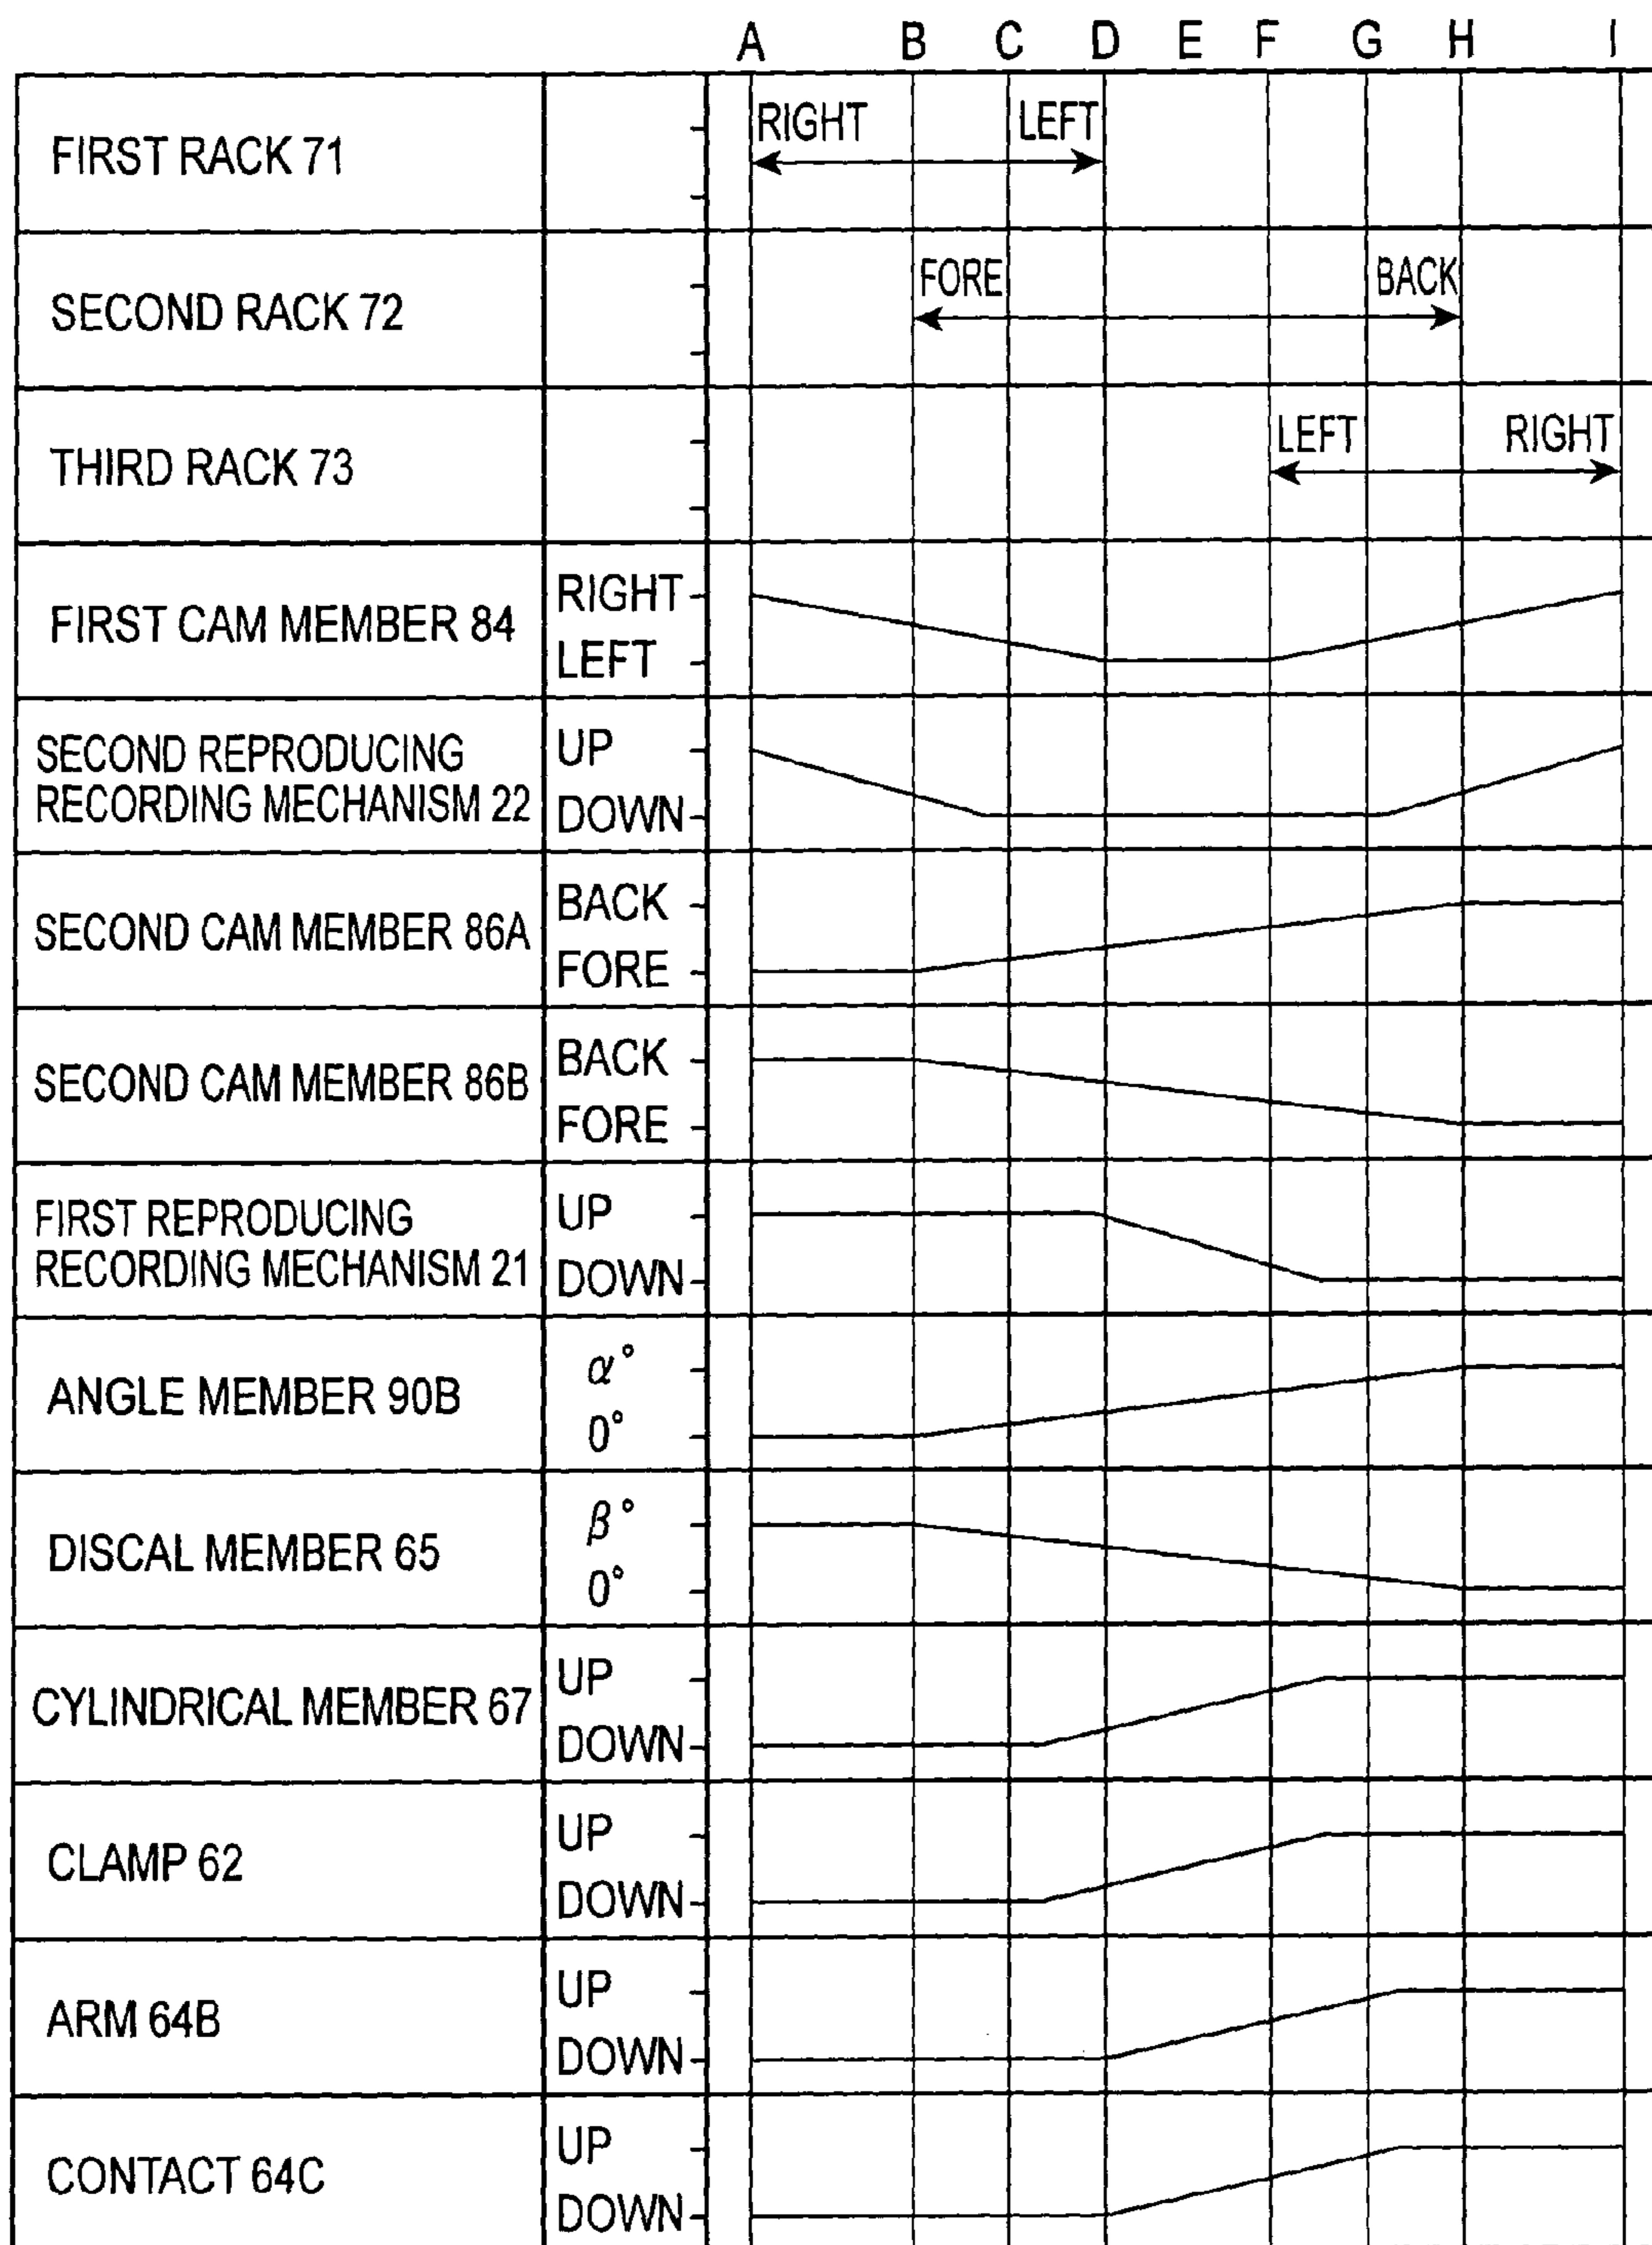 A B C D E F G H I
FIRST RACK 71
RIGHT LEFT
SECOND RACK 72
FORE BACK
THIRD RACK 73
LEFT RIGHT
FIRST CAM MEMBER 84
RIGHT
LEFT
SECOND REPRODUCING
RECORDING MECHANISM 22
UP
DOWN
SECOND CAM MEMBER 86A
BACK
FORE
SECOND CAM MEMBER 86B
BACK
FORE
FIRST REPRODUCING
RECORDING MECHANISM 21
UP
DOWN
ANGLE MEMBER 90B
α°
0°
DISCAL MEMBER 65
β°
0°
CYLINDRICAL MEMBER 67
UP
DOWN
CLAMP 62
UP
DOWN
ARM 64B
UP
DOWN
CONTACT 64C
UP
DOWN